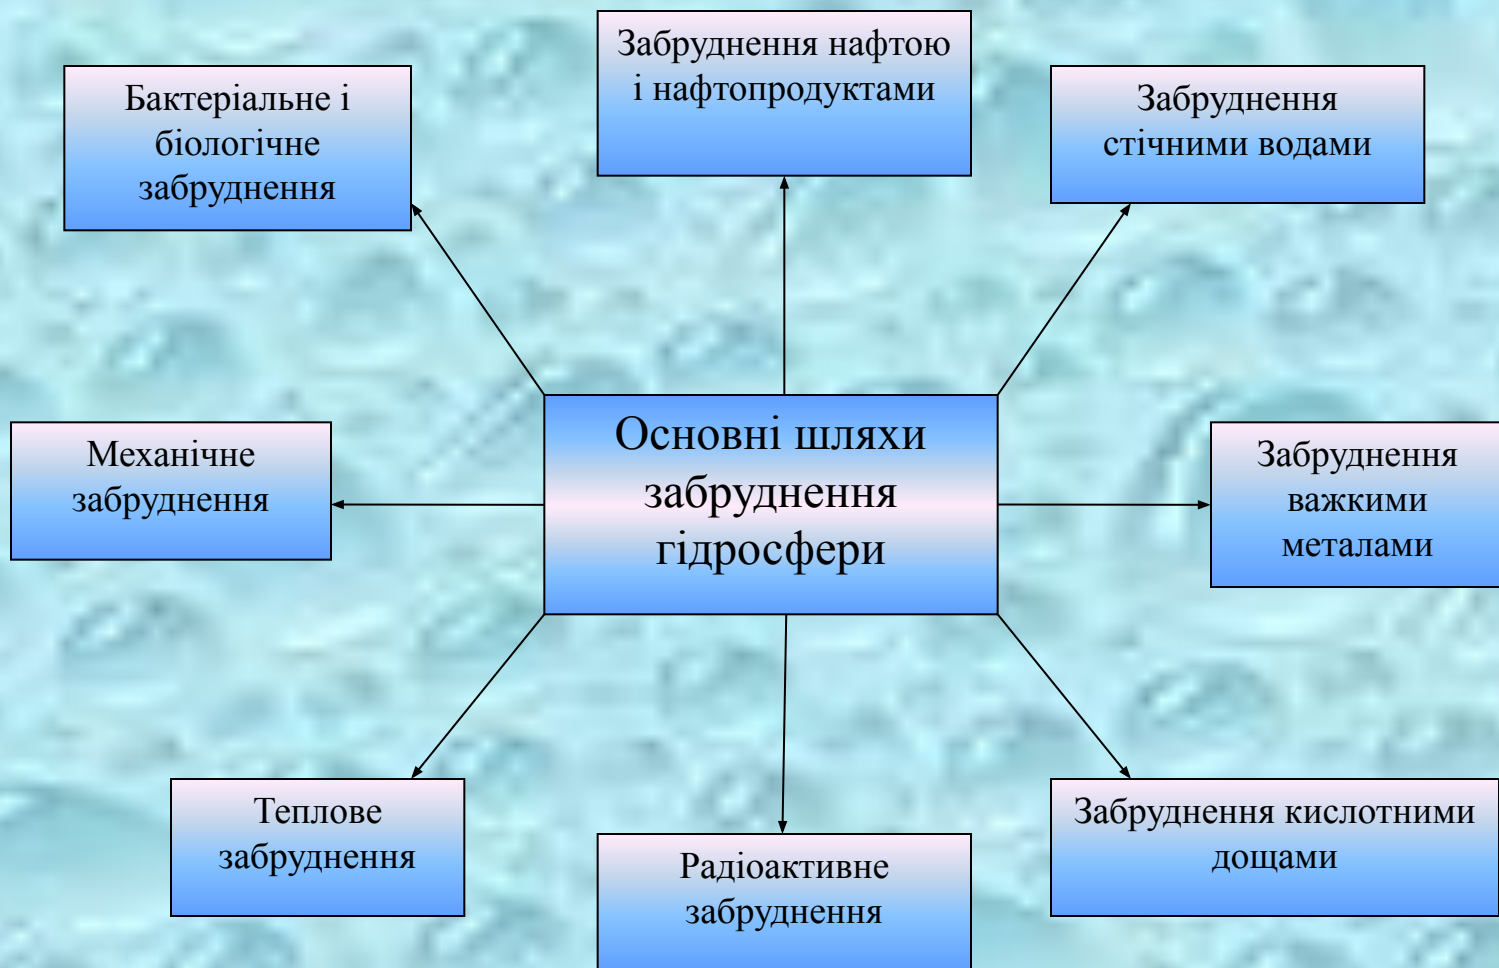 Забруднення нафтою
і нафтопродуктами
Бактеріальне і
біологічне
забруднення
Забруднення
стічними водами
Основні шляхи
забруднення
гідросфери
Механічне
забруднення
Забруднення
важкими
металами
Теплове
забруднення
Радіоактивне
забруднення
Забруднення кислотними
дощами